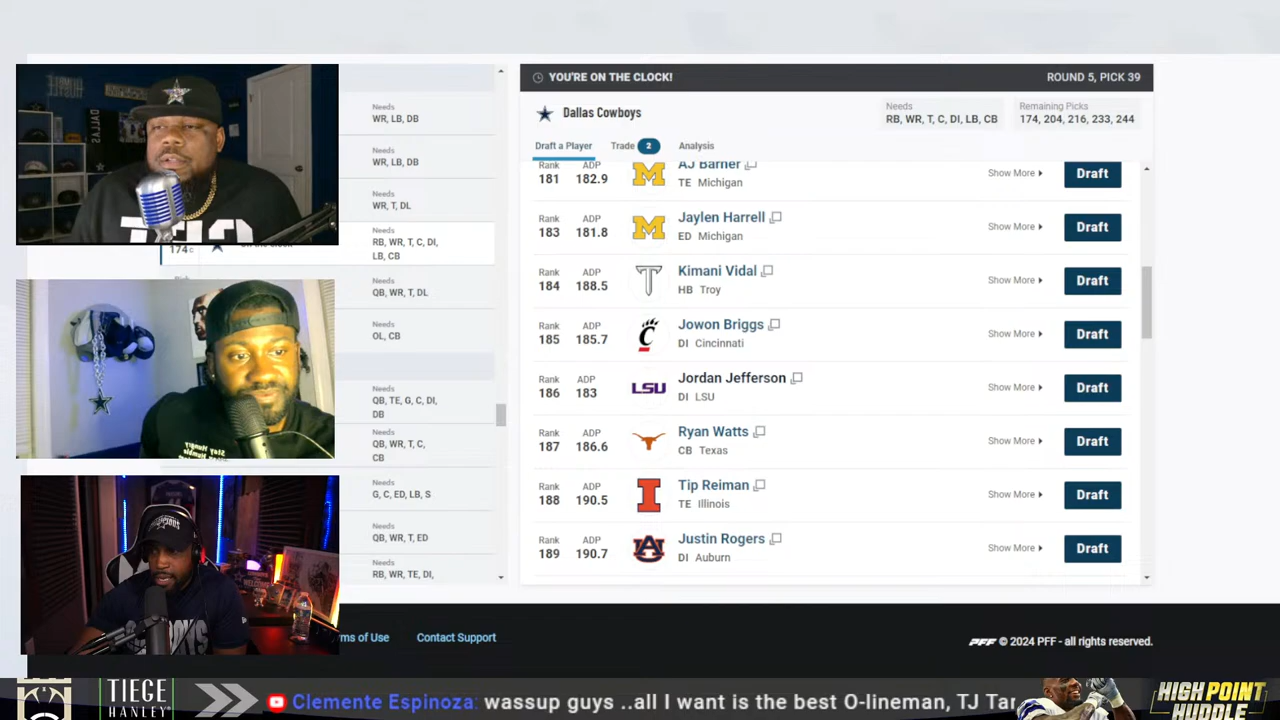 YOU'RE ON THE CLOCK!
ROUND 5, PICK 39
Dallas Cowboys
Needs
RB, WR, T, C, DI, LB, CB
Remaining Picks
174, 204, 216, 233, 244
Draft a Player
Trade 2
Analysis
Rank 181
ADP 182.9
AJ Barner
TE Michigan
Show More
Draft
Rank 183
ADP 181.8
Jaylen Harrell
ED Michigan
Show More
Draft
Rank 184
ADP 188.5
Kimani Vidal
HB Troy
Show More
Draft
Rank 185
ADP 185.7
Jowon Briggs
DI Cincinnati
Show More
Draft
Rank 186
ADP 183
LSU
Jordan Jefferson
DI LSU
Show More
Draft
Rank 187
ADP 186.6
Ryan Watts
CB Texas
Show More
Draft
Rank 188
ADP 190.5
Tip Reiman
TE Illinois
Show More
Draft
Rank 189
ADP 190.7
Justin Rogers
DI Auburn
Show More
Draft
Needs
WR, LB, DB
Needs
WR, LB, DB
Needs
WR, T, DL
174
Needs
RB, WR, T, C, DI,
LB, CB
Needs
QB, WR, T, DL
Needs
OL, CB
Needs
QB, TE, G, C, DI,
DB
Needs
QB, WR, T, C,
CB
Needs
G, C, ED, LB, S
Needs
QB, WR, T, ED
Needs
RB, WR, TE, DI,
ms of Use
Contact Support
PFF © 2024 PFF - all rights reserved.
TIEGE
HANLEY
Clemente Espinoza: wassup guys ..all I want is the best O-lineman, TJ Tar
HIGH POINT
HUDDLE